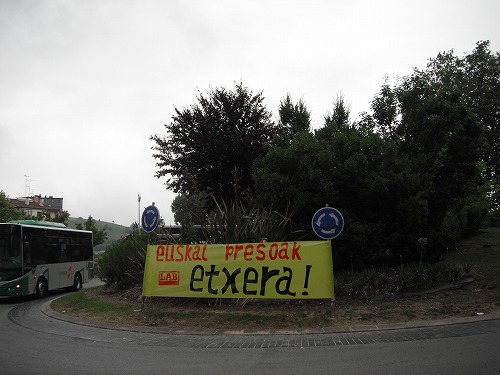 euskal presoak
LAB
etxera!